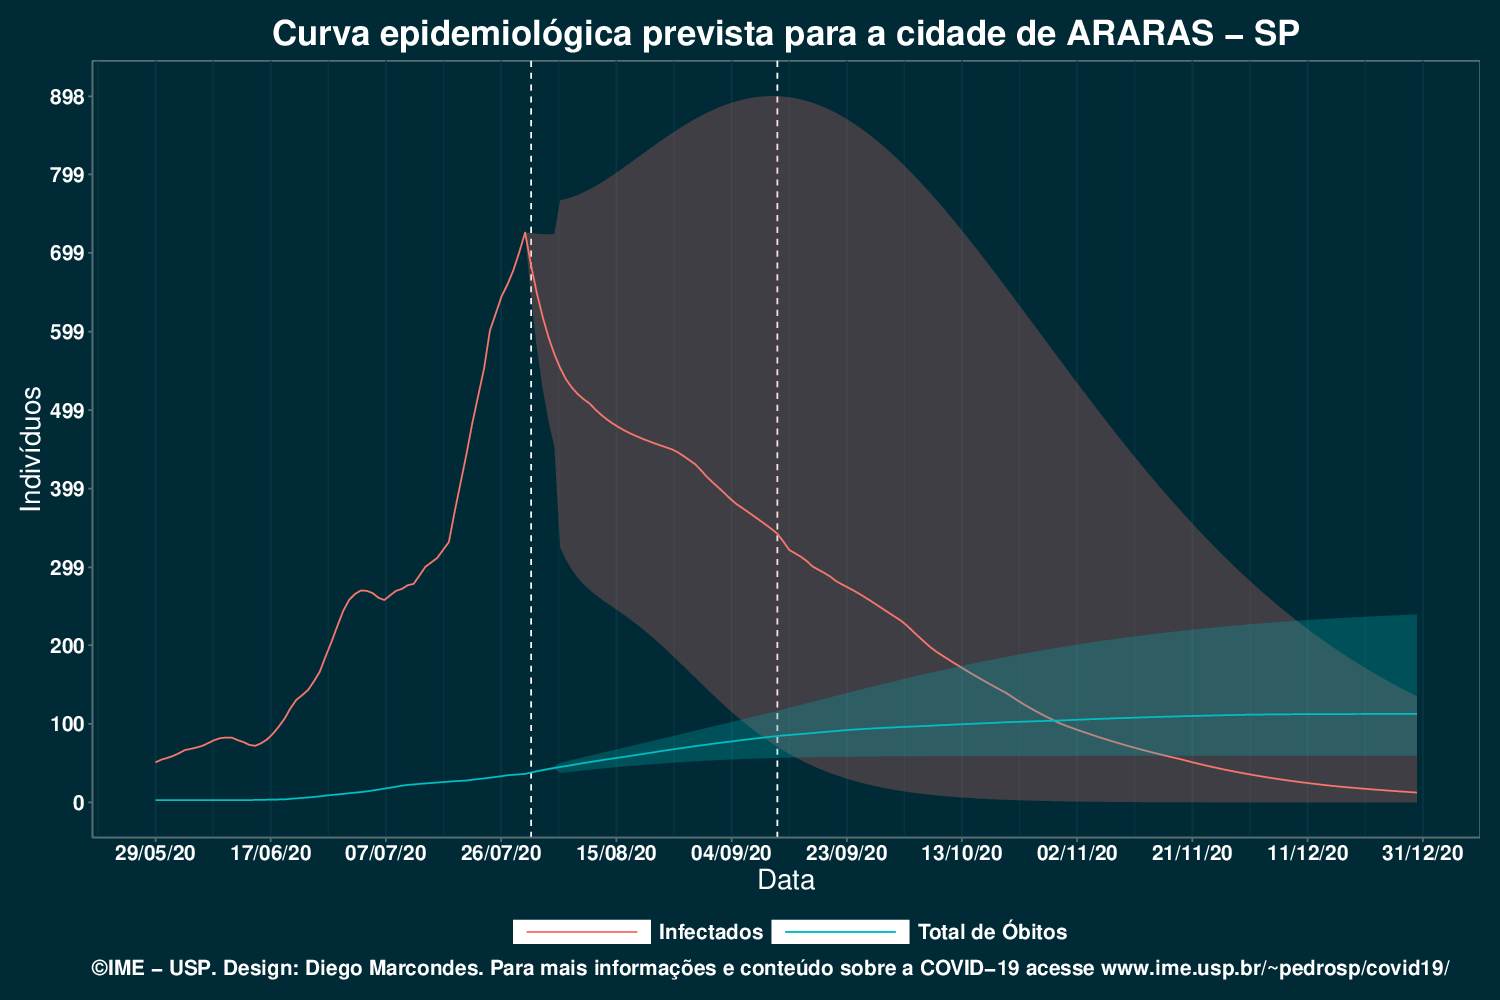 Curva epidemiológica prevista para a cidade de ARARAS – SP
898
799
699
599
499
399
299
200
100
0
Indivíduos
29/05/20 17/06/20 07/07/20 26/07/20 15/08/20 04/09/20 23/09/20 13/10/20 02/11/20 21/11/20 11/12/20 31/12/20
Data
Infectados Total de Óbitos
©IME – USP. Design: Diego Marcondes. Para mais informações e conteúdo sobre a COVID–19 acesse www.ime.usp.br/~pedrosp/covid19/